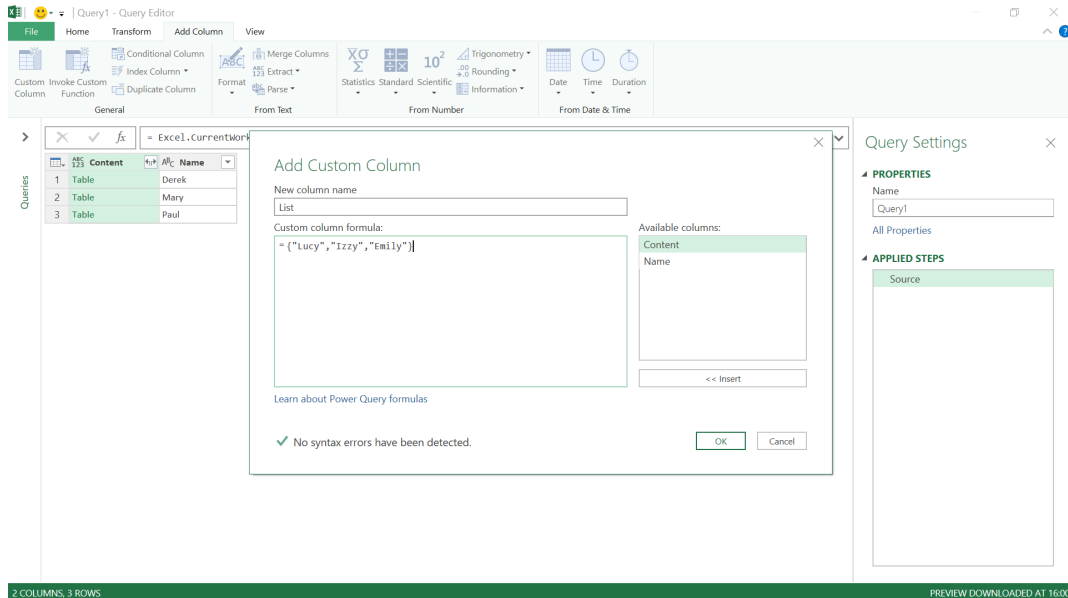 Query1 - Query Editor
File Home Transform Add Column View
Custom Column
Invoke Custom Function
Conditional Column
Index Column
Duplicate Column
General
Format
Merge Columns
Extract
Parse
From Text
Statistics
Standard
Scientific
Trigonometry
Rounding
Information
From Number
Date
Time
Duration
From Date & Time
Queries
fx = Excel.CurrentWork
Content Name
1 Table Derek
2 Table Mary
3 Table Paul
Add Custom Column
New column name
List
Custom column formula:
={"Lucy","Izzy","Emily"}
Available columns:
Content
Name
<< Insert
Learn about Power Query formulas
No syntax errors have been detected.
OK
Cancel
Query Settings
PROPERTIES
Name
Query1
All Properties
APPLIED STEPS
Source
2 COLUMNS, 3 ROWS
PREVIEW DOWNLOADED AT 16:00